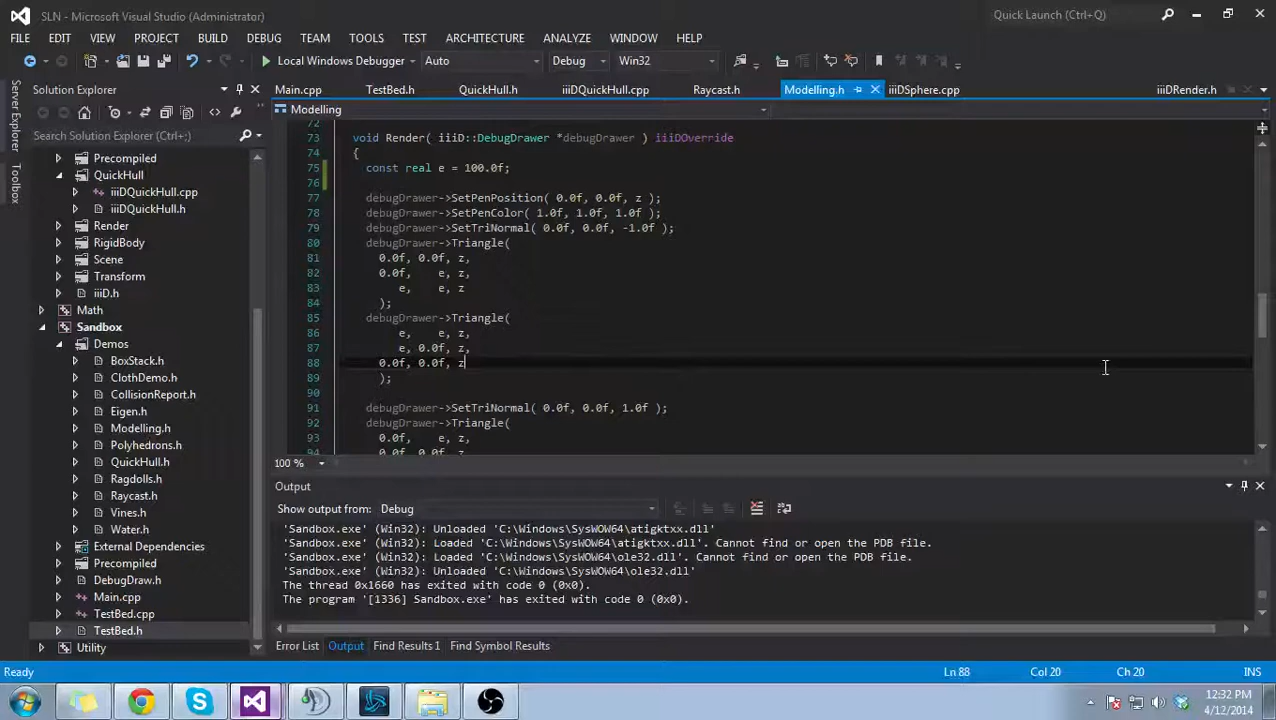 SLN - Microsoft Visual Studio (Administrator)
Quick Launch (Ctrl+Q)
FILE EDIT VIEW PROJECT BUILD DEBUG TEAM TOOLS TEST ARCHITECTURE ANALYZE WINDOW HELP
Local Windows Debugger Auto Debug Win32
Server Explorer
Toolbox
Solution Explorer
Search Solution Explorer (Ctrl+;)
Precompiled
QuickHull
iiiDQuickHull.cpp
iiiDQuickHull.h
Render
RigidBody
Scene
Transform
iiiD.h
Math
Sandbox
Demos
BoxStack.h
ClothDemo.h
CollisionReport.h
Eigen.h
Modelling.h
Polyhedrons.h
QuickHull.h
Ragdolls.h
Raycast.h
Vines.h
Water.h
External Dependencies
Precompiled
DebugDraw.h
Main.cpp
TestBed.cpp
TestBed.h
Utility
Main.cpp TestBed.h QuickHull.h iiiDQuickHull.cpp Raycast.h Modelling.h iiiDSphere.cpp iiiDRender.h
Modelling
72
73 void Render( iiiD::DebugDrawer *debugDrawer ) iiiDOverride
74 {
75 const real e = 100.0f;
76
77 debugDrawer->SetPenPosition( 0.0f, 0.0f, z );
78 debugDrawer->SetPenColor( 1.0f, 1.0f, 1.0f );
79 debugDrawer->SetTriNormal( 0.0f, 0.0f, -1.0f );
80 debugDrawer->Triangle(
81 0.0f, 0.0f, z,
82 0.0f, e, z,
83 e, e, z
84 );
85 debugDrawer->Triangle(
86 e, e, z,
87 e, 0.0f, z,
88 0.0f, 0.0f, z
89 );
90
91 debugDrawer->SetTriNormal( 0.0f, 0.0f, 1.0f );
92 debugDrawer->Triangle(
93 0.0f, e, z,
94 0.0f, 0.0f, z,
100 %
Output
Show output from: Debug
'Sandbox.exe' (Win32): Unloaded 'C:\Windows\SysWOW64\atigktxx.dll'
'Sandbox.exe' (Win32): Loaded 'C:\Windows\SysWOW64\atigktxx.dll'. Cannot find or open the PDB file.
'Sandbox.exe' (Win32): Loaded 'C:\Windows\SysWOW64\ole32.dll'. Cannot find or open the PDB file.
'Sandbox.exe' (Win32): Unloaded 'C:\Windows\SysWOW64\ole32.dll'
The thread 0x1660 has exited with code 0 (0x0).
The program '[1336] Sandbox.exe' has exited with code 0 (0x0).
Error List Output Find Results 1 Find Symbol Results
Ready Ln 88 Col 20 Ch 20 INS
12:32 PM
4/12/2014